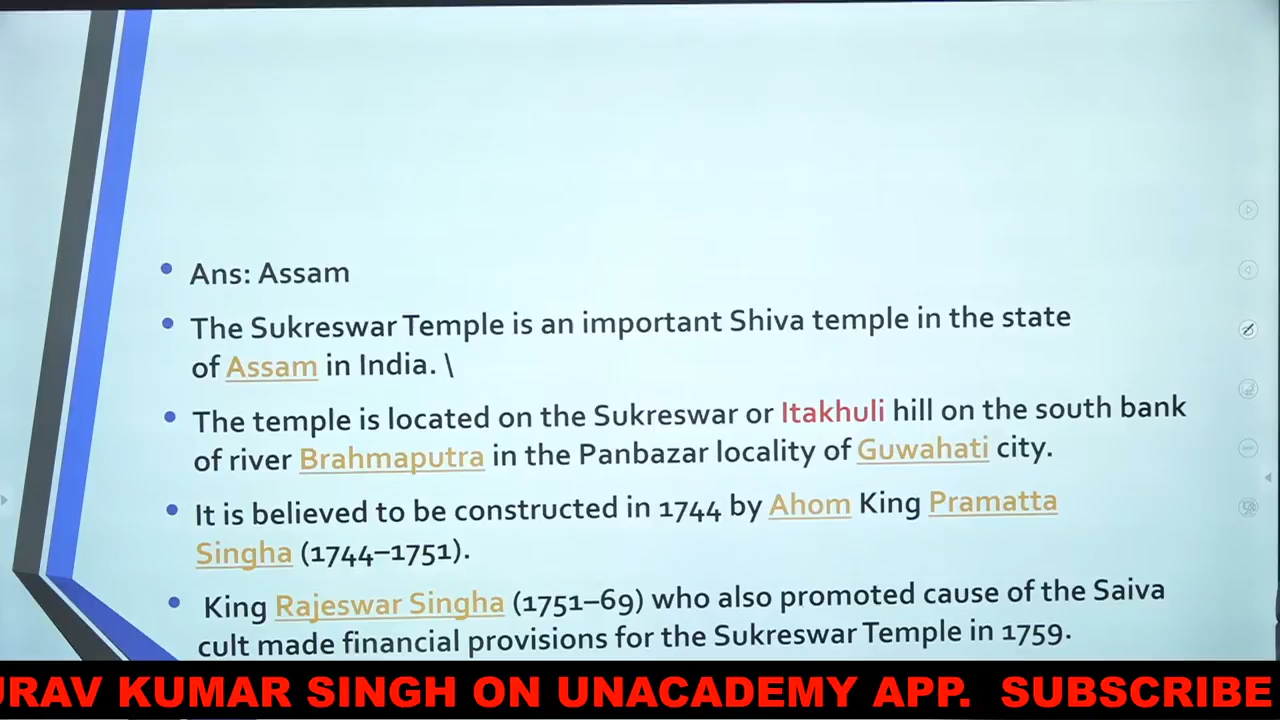 Ans: Assam
The Sukreswar Temple is an important Shiva temple in the state
of Assam in India. \
The temple is located on the Sukreswar or Itakhuli hill on the south bank
of river Brahmaputra in the Panbazar locality of Guwahati city.
It is believed to be constructed in 1744 by Ahom King Pramatta
Singha (1744–1751).
King Rajeswar Singha (1751–69) who also promoted cause of the Saiva
cult made financial provisions for the Sukreswar Temple in 1759.
URAV KUMAR SINGH ON UNACADEMY APP. SUBSCRIBE